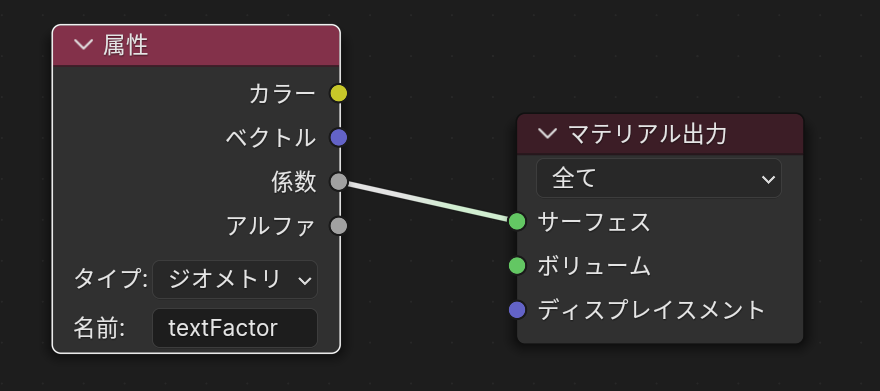 属性
カラー
ベクトル
係数
アルファ
タイプ: ジオメトリ
名前: textFactor
マテリアル出力
全て
サーフェス
ボリューム
ディスプレイスメント